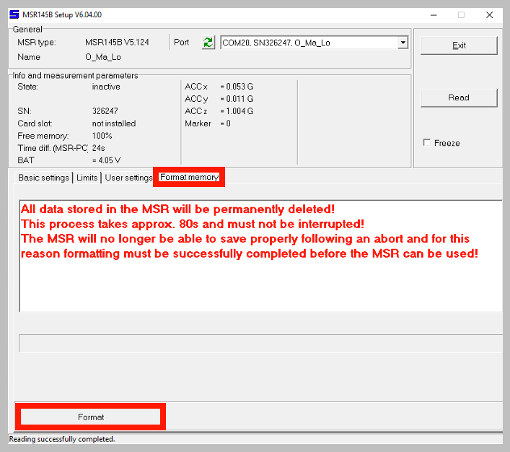 MSR145B Setup V6.04.00
General
MSR type: MSR145B V5.124 Port COM20, SN326247, O_Ma_Lo
Name O_Ma_Lo
Exit
Read
Freeze
Info and measurement parameters
State: inactive ACC x = 0.053 G
ACC y = 0.011 G
SN: 326247 ACC z = 1.004 G
Card slot: not installed Marker = 0
Free memory: 100%
Time diff. (MSR-PC) 24s
BAT = 4.05 V
Basic settings Limits User settings Format memory
All data stored in the MSR will be permanently deleted!
This process takes approx. 80s and must not be interrupted!
The MSR will no longer be able to save properly following an abort and for this
reason formatting must be successfully completed before the MSR can be used!
Format
Reading successfully completed.